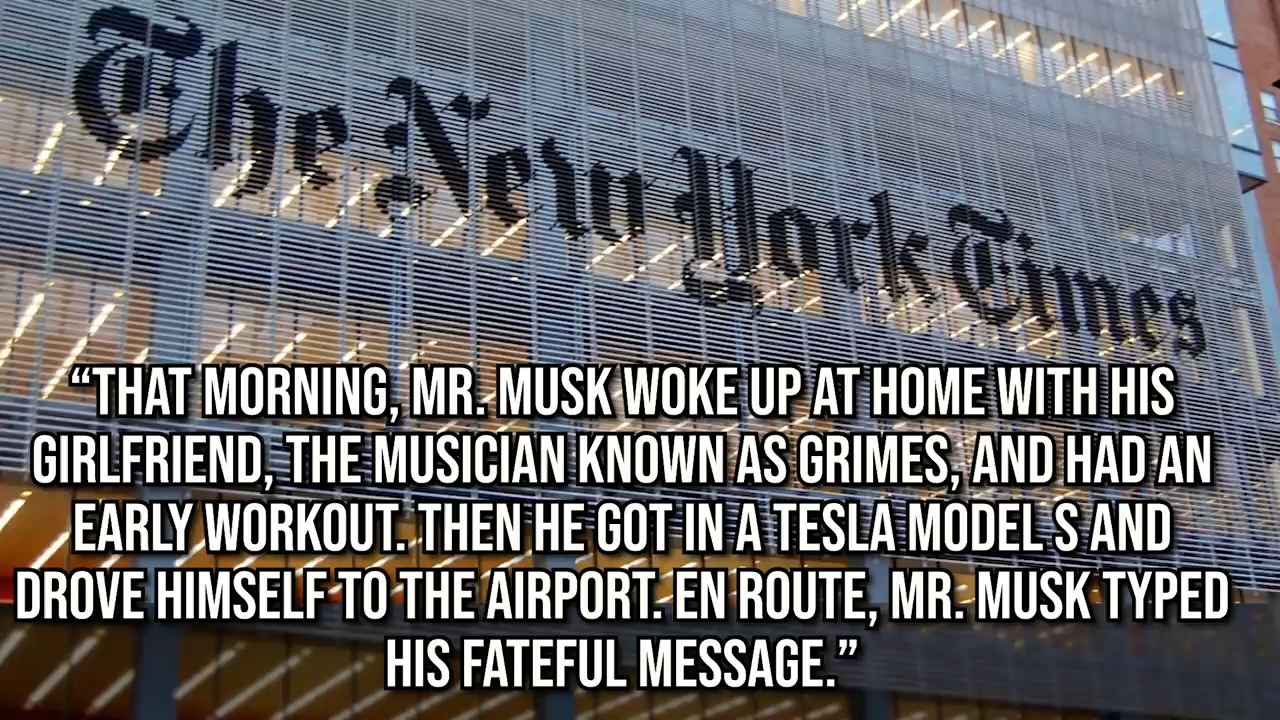 The New York Times
“THAT MORNING, MR. MUSK WOKE UP AT HOME WITH HIS
GIRLFRIEND, THE MUSICIAN KNOWN AS GRIMES, AND HAD AN
EARLY WORKOUT. THEN HE GOT IN A TESLA MODEL S AND
DROVE HIMSELF TO THE AIRPORT. EN ROUTE, MR. MUSK TYPED
HIS FATEFUL MESSAGE.”